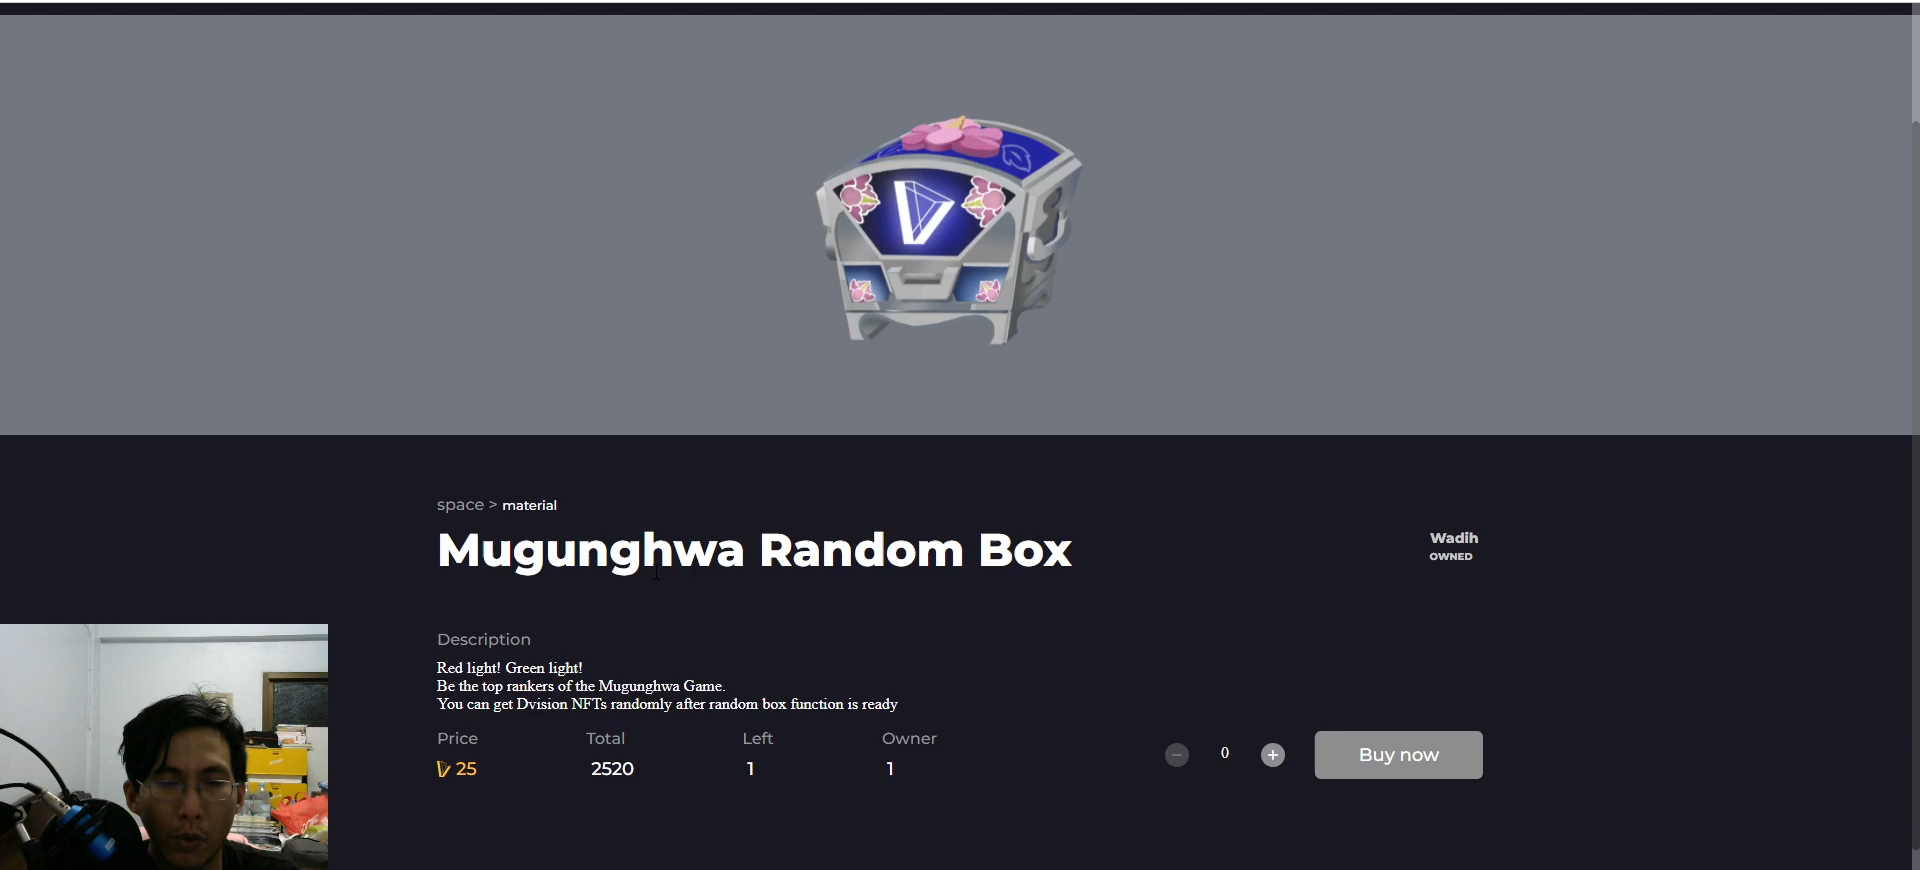 space > material
Mugunghwa Random Box
Wadih
OWNED
Description
Red light! Green light!
Be the top rankers of the Mugunghwa Game.
You can get Dvision NFTs randomly after random box function is ready
Price Total Left Owner
25 2520 1 1
− 0 + Buy now